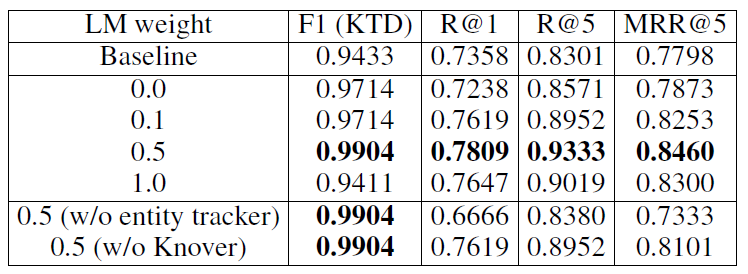 LM weight F1 (KTD) R@1 R@5 MRR@5
Baseline 0.9433 0.7358 0.8301 0.7798
0.0 0.9714 0.7238 0.8571 0.7873
0.1 0.9714 0.7619 0.8952 0.8253
0.5 0.9904 0.7809 0.9333 0.8460
1.0 0.9411 0.7647 0.9019 0.8300
0.5 (w/o entity tracker) 0.9904 0.6666 0.8380 0.7333
0.5 (w/o Knover) 0.9904 0.7619 0.8952 0.8101